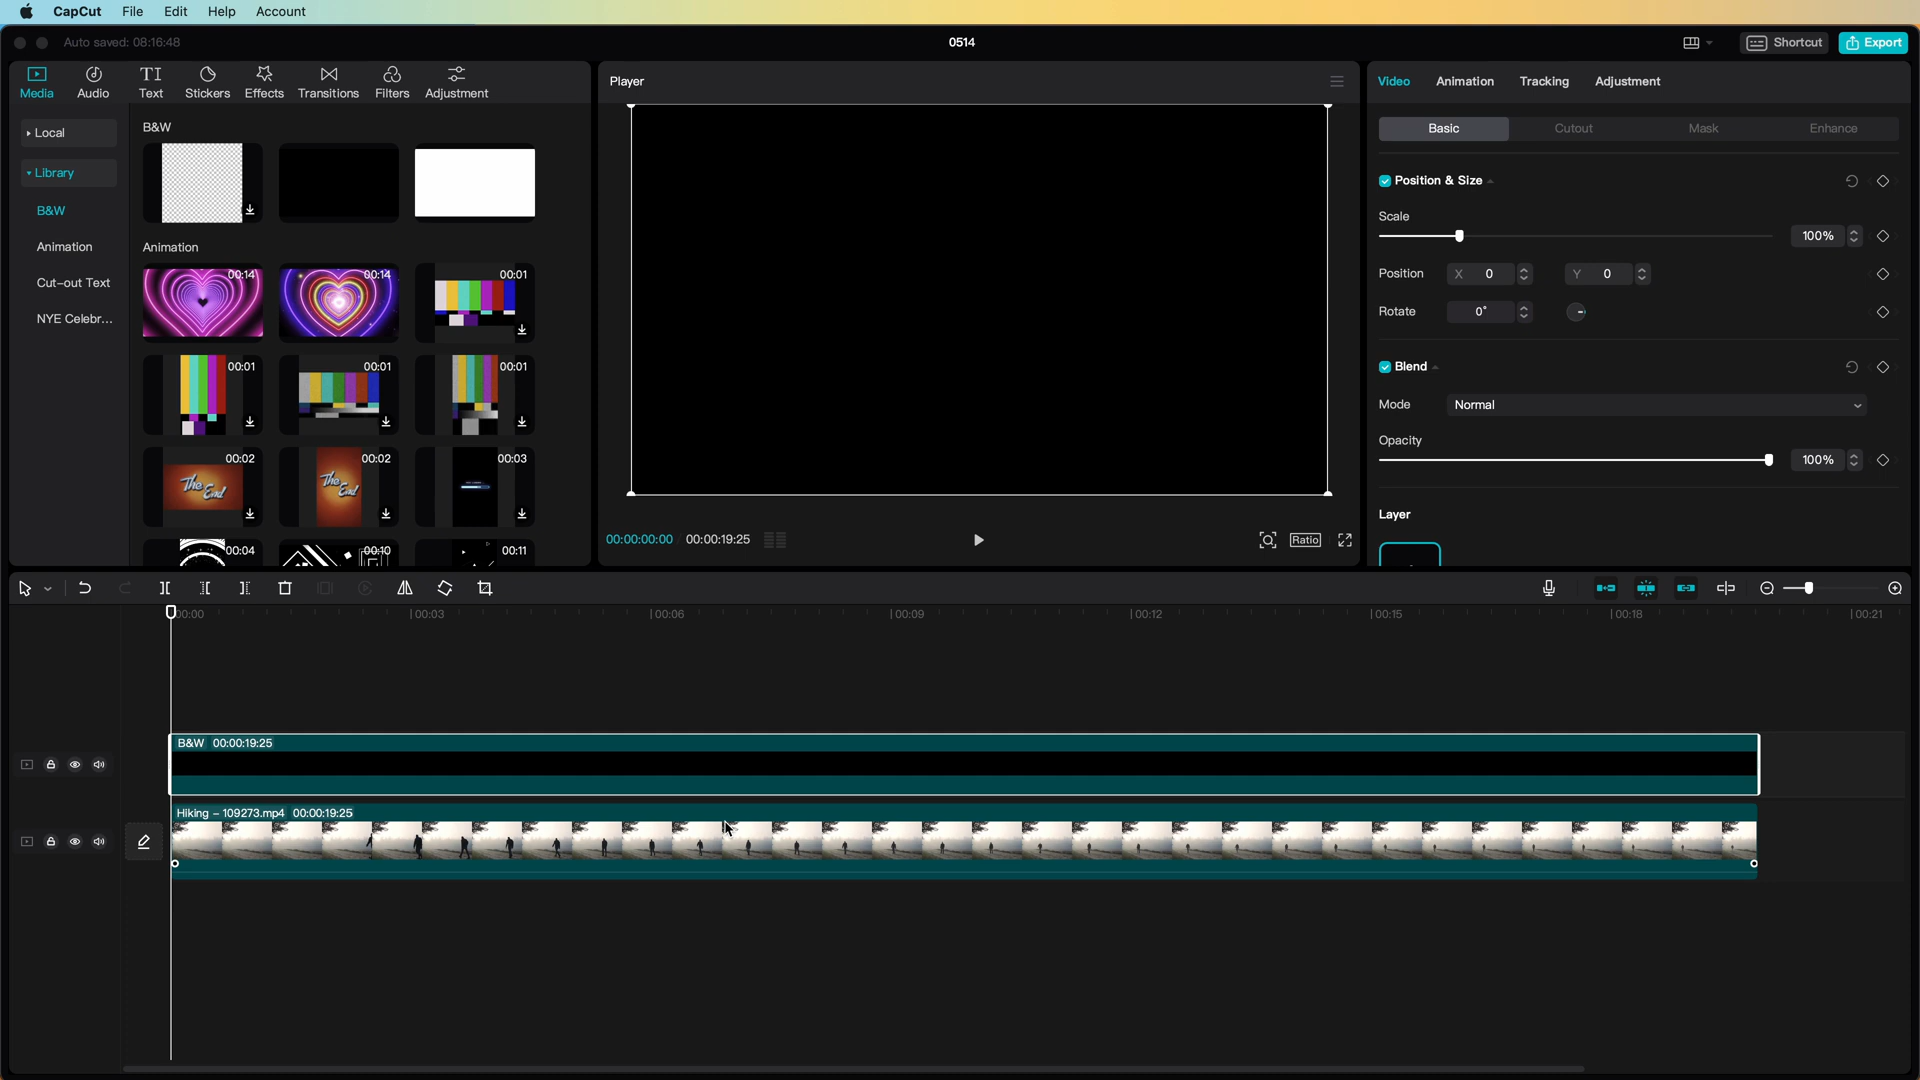 CapCut File Edit Help Account
Auto saved: 08:16:48
0514
Shortcut
Export
Media
Audio
Text
Stickers
Effects
Transitions
Filters
Adjustment
Local
Library
B&W
Animation
Cut-out Text
NYE Celebr...
B&W
Animation
00:14
00:14
00:01
00:01
00:01
00:01
The End
00:02
The End
00:02
00:03
00:04
00:10
00:11
Player
00:00:00:00 / 00:00:19:25
Ratio
Video
Animation
Tracking
Adjustment
Basic
Cutout
Mask
Enhance
Position & Size
Scale
100%
Position X 0 Y 0
Rotate 0°
Blend
Mode Normal
Opacity
100%
Layer
00:00 00:03 00:06 00:09 00:12 00:15 00:18 00:21
B&W 00:00:19:25
Hiking – 109273.mp4 00:00:19:25